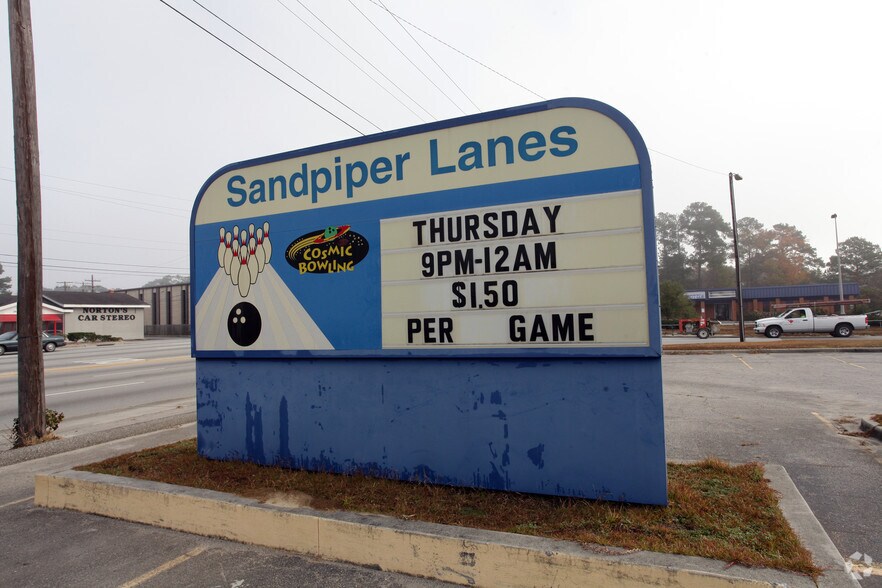 Sandpiper Lanes
COSMIC
BOWLING
THURSDAY
9PM-12AM
$1.50
PER GAME
NORTON'S
CAR STEREO